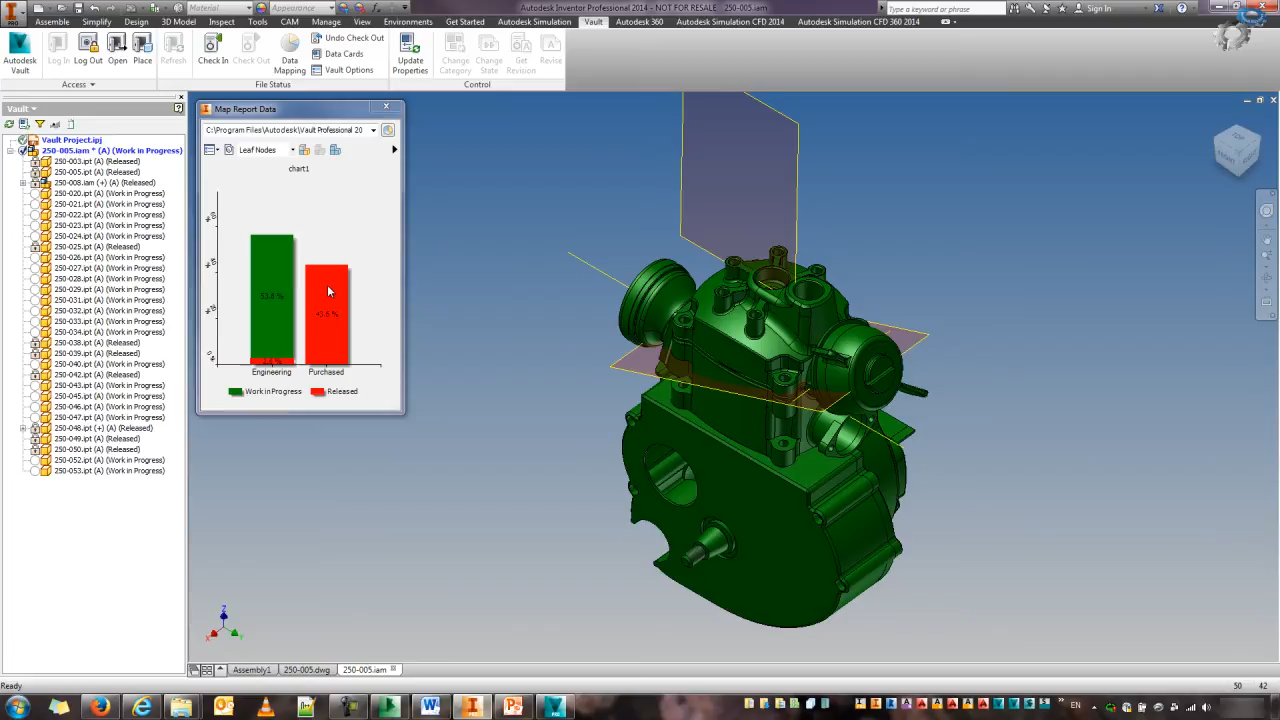 PRO
Material
Appearance
Autodesk Inventor Professional 2014 - NOT FOR RESALE   250-005.iam
Type a keyword or phrase
Sign In
Assemble
Simplify
Design
3D Model
Inspect
Tools
CAM
Manage
View
Environments
Get Started
Autodesk Simulation
Vault
Autodesk 360
Autodesk Simulation CFD 2014
Autodesk Simulation CFD 360 2014
Autodesk Vault
Log In
Log Out
Open
Place
Refresh
Check In
Check Out
Data Mapping
Undo Check Out
Data Cards
Vault Options
Update Properties
Change Category
Change State
Get Revision
Revise
Access
File Status
Control
Vault
Vault Project.ipj
250-005.iam * (A) (Work in Progress)
250-003.ipt (A) (Released)
250-005.ipt (A) (Released)
250-008.iam (+) (A) (Released)
250-020.ipt (A) (Work in Progress)
250-021.ipt (A) (Work in Progress)
250-022.ipt (A) (Work in Progress)
250-023.ipt (A) (Work in Progress)
250-024.ipt (A) (Work in Progress)
250-025.ipt (A) (Released)
250-026.ipt (A) (Work in Progress)
250-027.ipt (A) (Work in Progress)
250-028.ipt (A) (Work in Progress)
250-029.ipt (A) (Work in Progress)
250-031.ipt (A) (Work in Progress)
250-032.ipt (A) (Work in Progress)
250-033.ipt (A) (Work in Progress)
250-034.ipt (A) (Work in Progress)
250-038.ipt (A) (Released)
250-039.ipt (A) (Released)
250-040.ipt (A) (Work in Progress)
250-042.ipt (A) (Released)
250-043.ipt (A) (Work in Progress)
250-045.ipt (A) (Work in Progress)
250-046.ipt (A) (Work in Progress)
250-047.ipt (A) (Work in Progress)
250-048.ipt (+) (A) (Released)
250-049.ipt (A) (Released)
250-050.ipt (A) (Released)
250-052.ipt (A) (Work in Progress)
250-053.ipt (A) (Work in Progress)
Map Report Data
C:\Program Files\Autodesk\Vault Professional 20
Leaf Nodes
chart1
53.8 %
43.6 %
Engineering
Purchased
Work in Progress
Released
TOP
FRONT
RIGHT
Z
X
Y
Assembly1
250-005.dwg
250-005.iam
Ready
50
42
EN